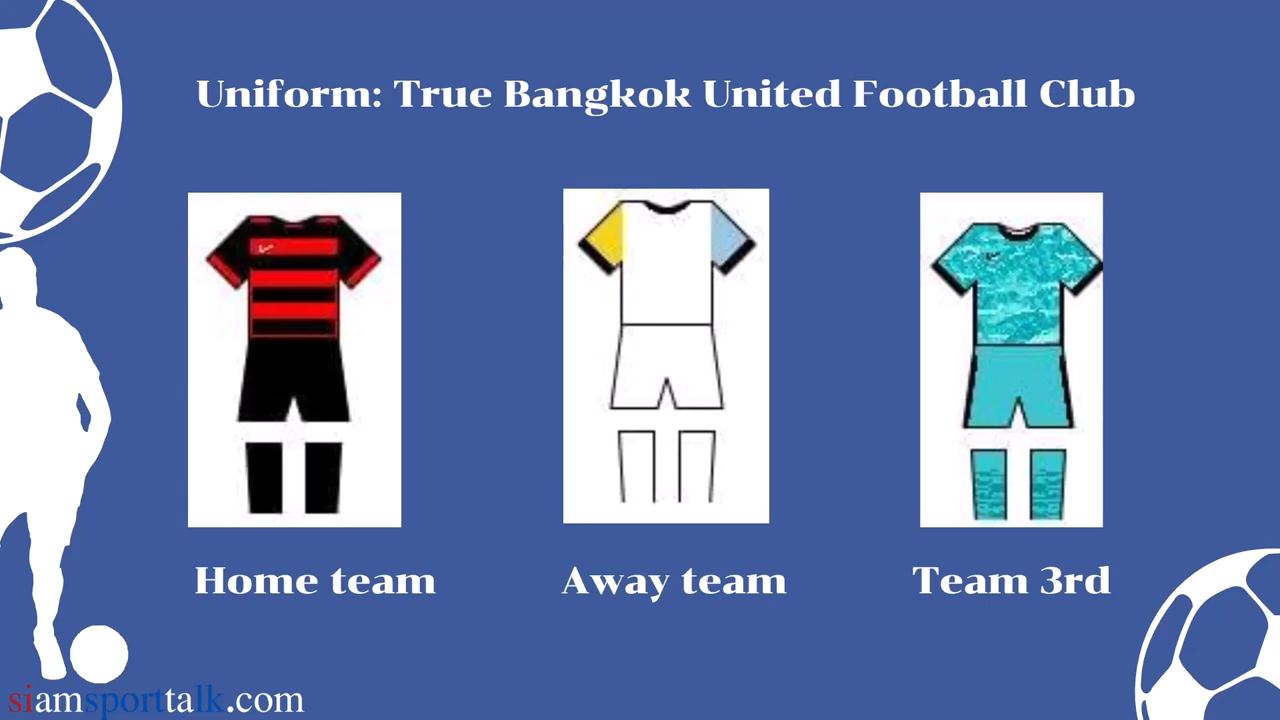 Uniform: True Bangkok United Football Club
Home team
Away team
Team 3rd
siamsporttalk.com